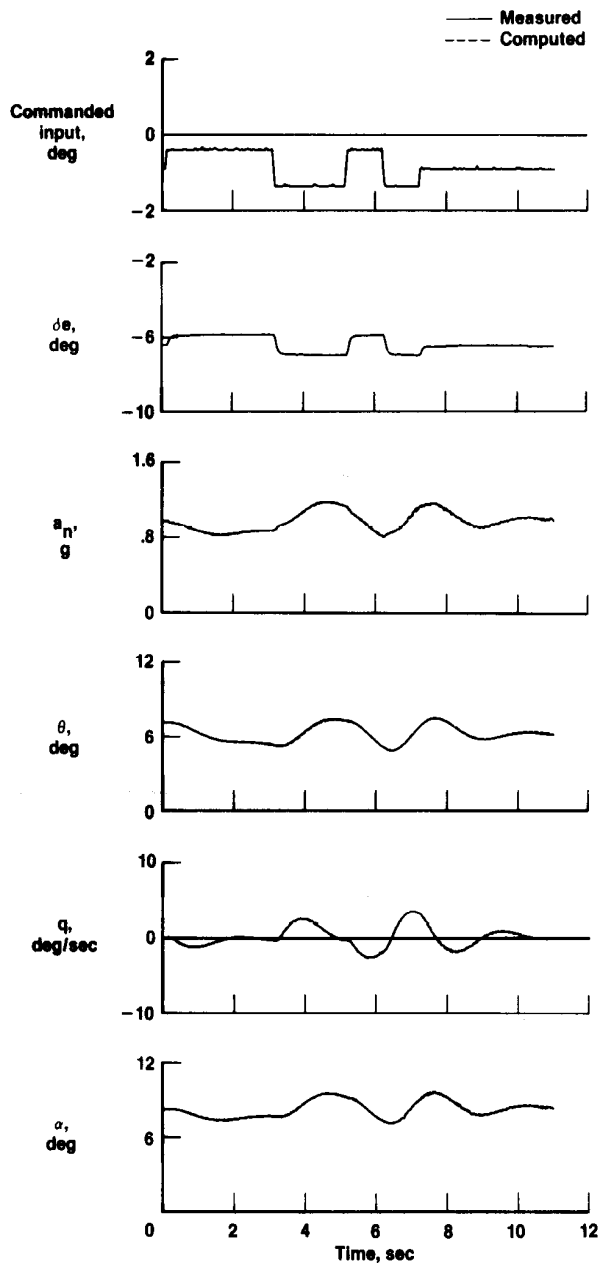 Measured
Computed
2
Commanded
input,
deg
0
−2
−2
δe,
deg
−6
−10
1.6
an,
g
.8
0
12
θ,
deg
6
0
10
q,
deg/sec
0
−10
12
α,
deg
6
0 2 4 6 8 10 12
Time, sec